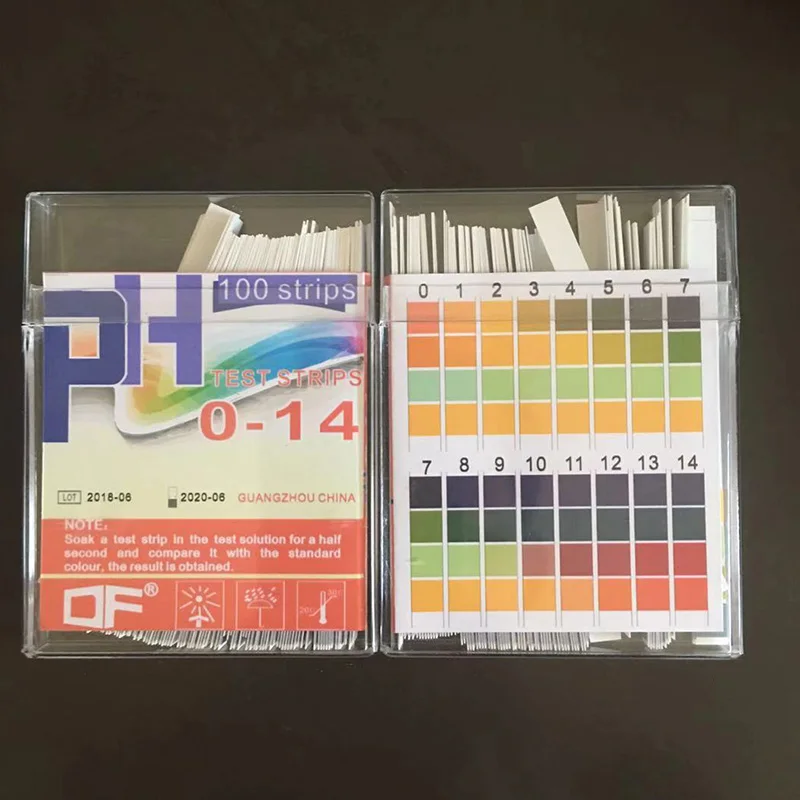 PH
100 strips
TEST STRIPS
0-14
LOT 2018-06 2020-06 GUANGZHOU CHINA
NOTE:
Soak a test strip in the test solution for a half
second and compare It with the standard
colour, the result is obtained.
DF®
0 1 2 3 4 5 6 7
7 8 9 10 11 12 13 14